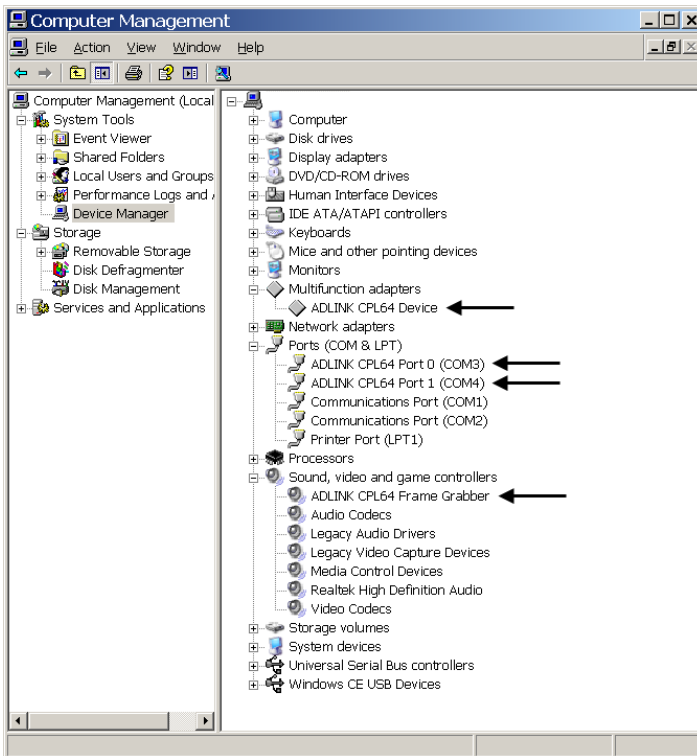 Computer Management
File Action View Window Help
Computer Management (Local
System Tools
Event Viewer
Shared Folders
Local Users and Groups
Performance Logs and A
Device Manager
Storage
Removable Storage
Disk Defragmenter
Disk Management
Services and Applications
Computer
Disk drives
Display adapters
DVD/CD-ROM drives
Human Interface Devices
IDE ATA/ATAPI controllers
Keyboards
Mice and other pointing devices
Monitors
Multifunction adapters
ADLINK CPL64 Device
Network adapters
Ports (COM & LPT)
ADLINK CPL64 Port 0 (COM3)
ADLINK CPL64 Port 1 (COM4)
Communications Port (COM1)
Communications Port (COM2)
Printer Port (LPT1)
Processors
Sound, video and game controllers
ADLINK CPL64 Frame Grabber
Audio Codecs
Legacy Audio Drivers
Legacy Video Capture Devices
Media Control Devices
Realtek High Definition Audio
Video Codecs
Storage volumes
System devices
Universal Serial Bus controllers
Windows CE USB Devices